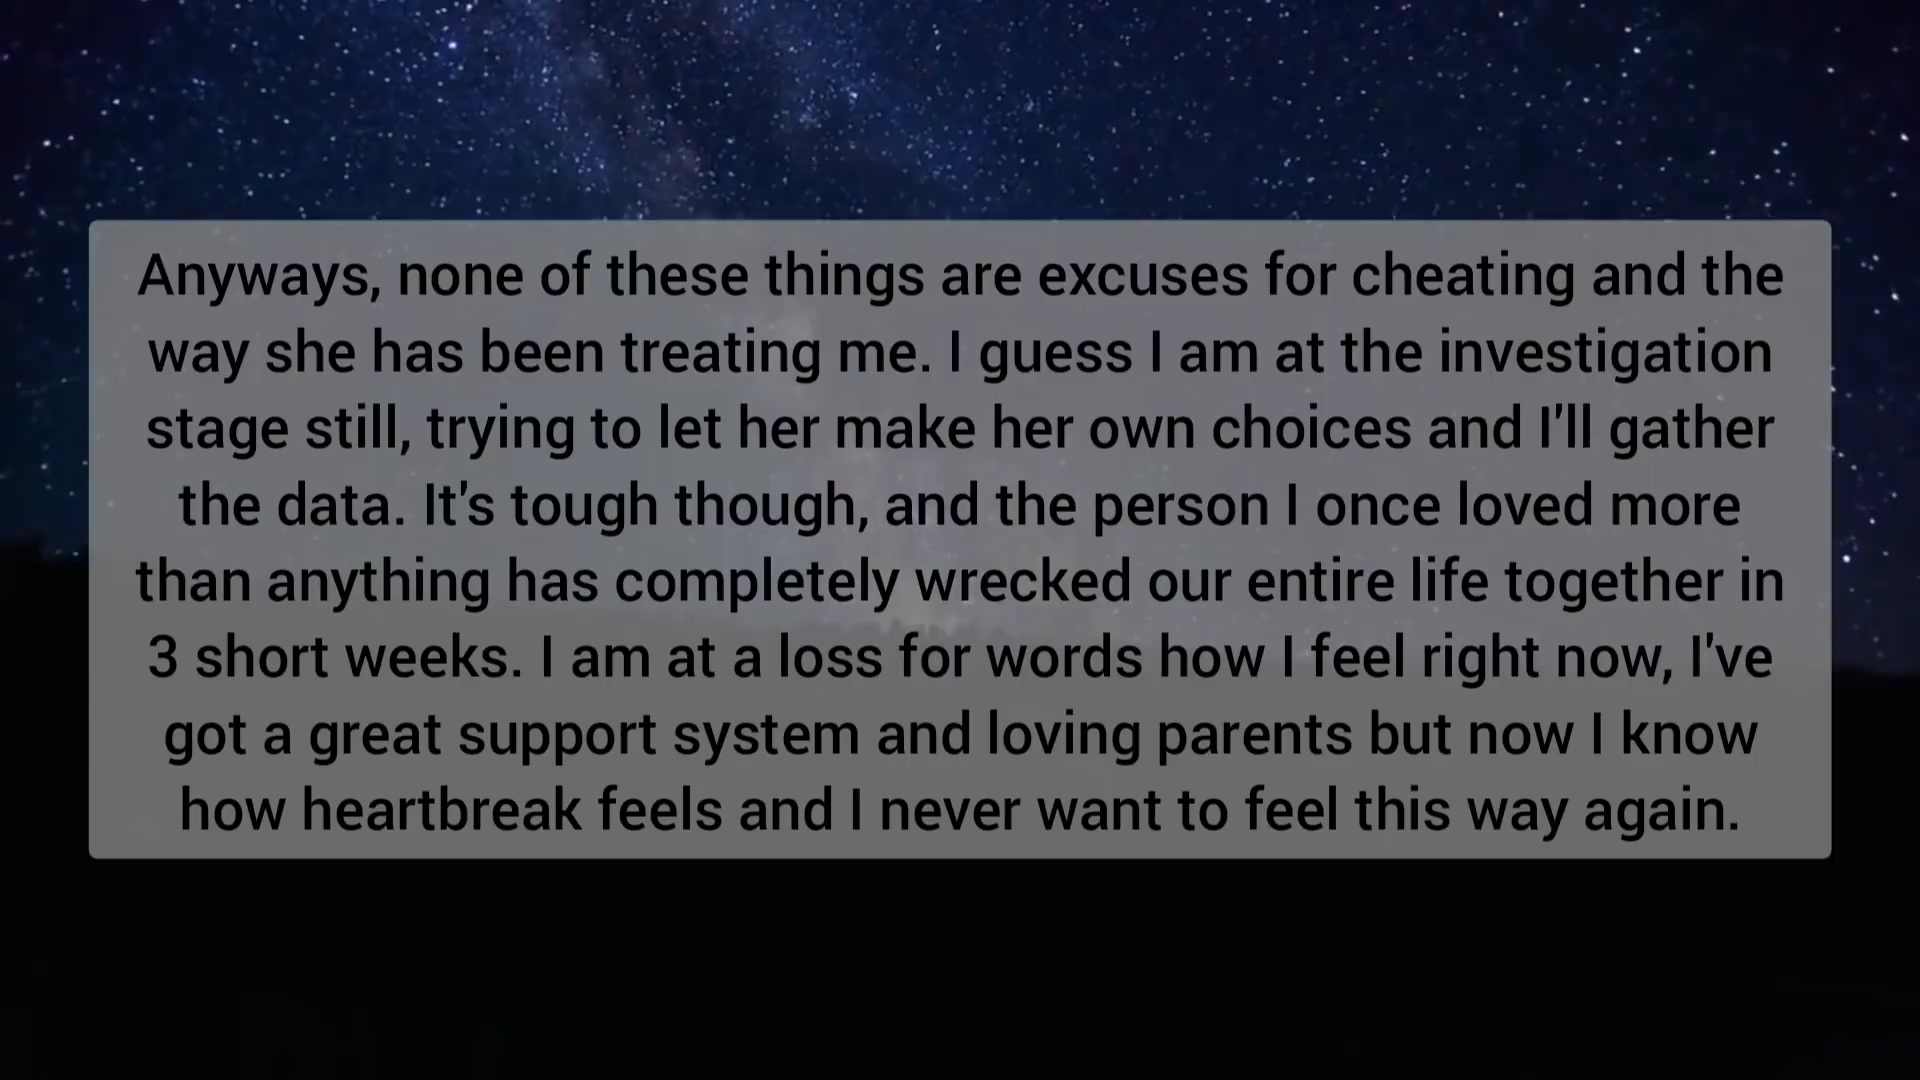 Anyways, none of these things are excuses for cheating and the
way she has been treating me. I guess I am at the investigation
stage still, trying to let her make her own choices and I'll gather
the data. It's tough though, and the person I once loved more
than anything has completely wrecked our entire life together in
3 short weeks. I am at a loss for words how I feel right now, I've
got a great support system and loving parents but now I know
how heartbreak feels and I never want to feel this way again.